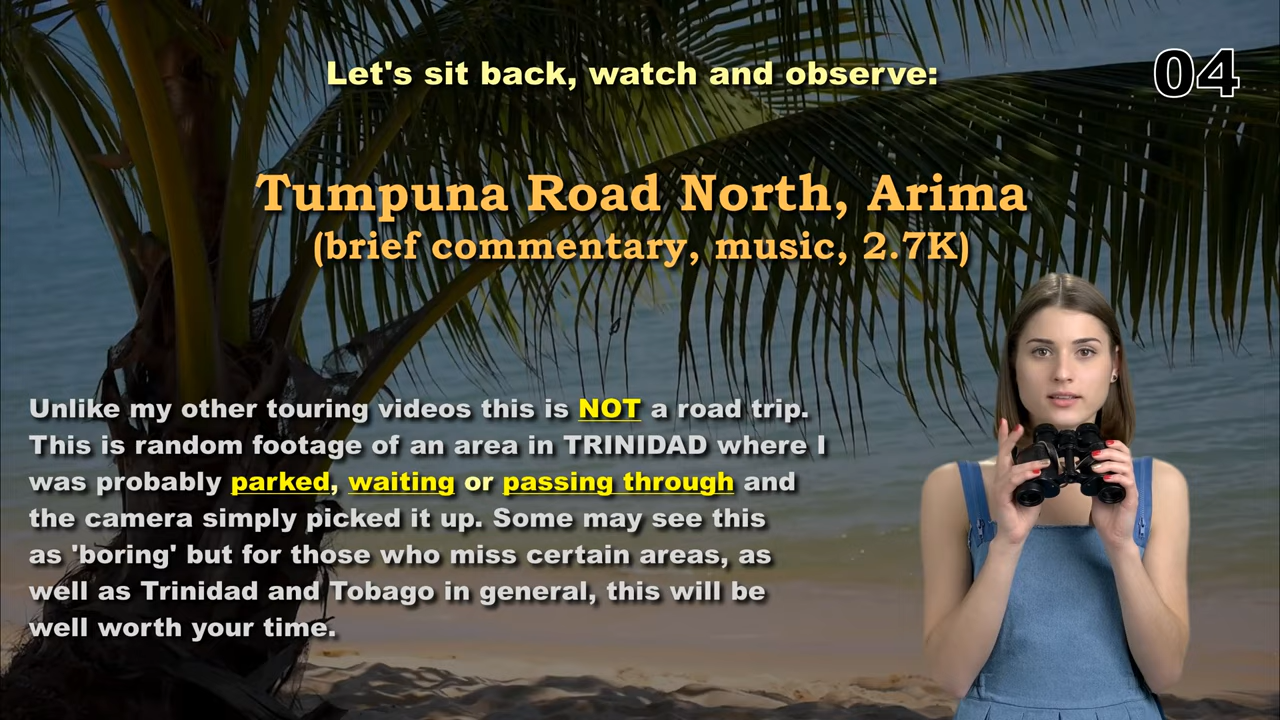 Let's sit back, watch and observe:
04
Tumpuna Road North, Arima
(brief commentary, music, 2.7K)
Unlike my other touring videos this is NOT a road trip.
This is random footage of an area in TRINIDAD where I
was probably parked, waiting or passing through and
the camera simply picked it up. Some may see this
as 'boring' but for those who miss certain areas, as
well as Trinidad and Tobago in general, this will be
well worth your time.